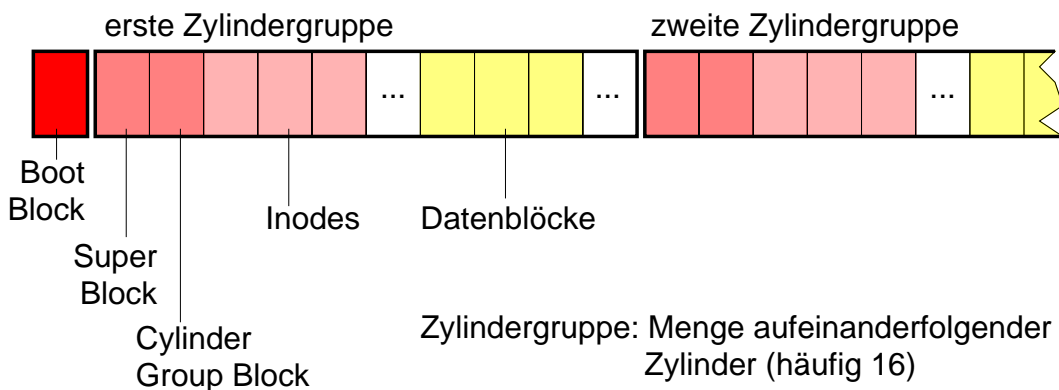 erste Zylindergruppe
zweite Zylindergruppe
...
...
...
Boot
Block
Inodes
Datenblöcke
Super
Block
Cylinder
Group Block
Zylindergruppe: Menge aufeinanderfolgender
Zylinder (häufig 16)